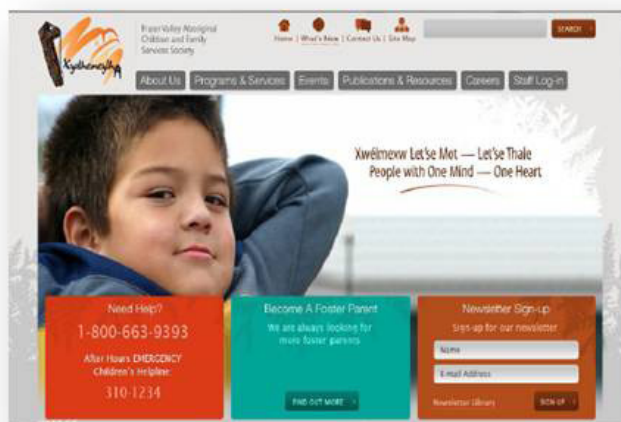 Xyolhemeylh
Fraser Valley Aboriginal
Children and Family
Services Society
Home | What's New | Contact Us | Site Map
SEARCH
About Us
Programs & Services
Events
Publications & Resources
Careers
Staff Log-in
Xwélmexw Let'se Mot — Let'se Thale
People with One Mind — One Heart
Need Help?
1-800-663-9393
After Hours EMERGENCY
Children's Helpline:
310-1234
Become A Foster Parent
We are always looking for
more foster parents
FIND OUT MORE
Newsletter Sign-up
Sign-up for our newsletter
Name
E-mail Address
Newsletter Library
SIGN UP